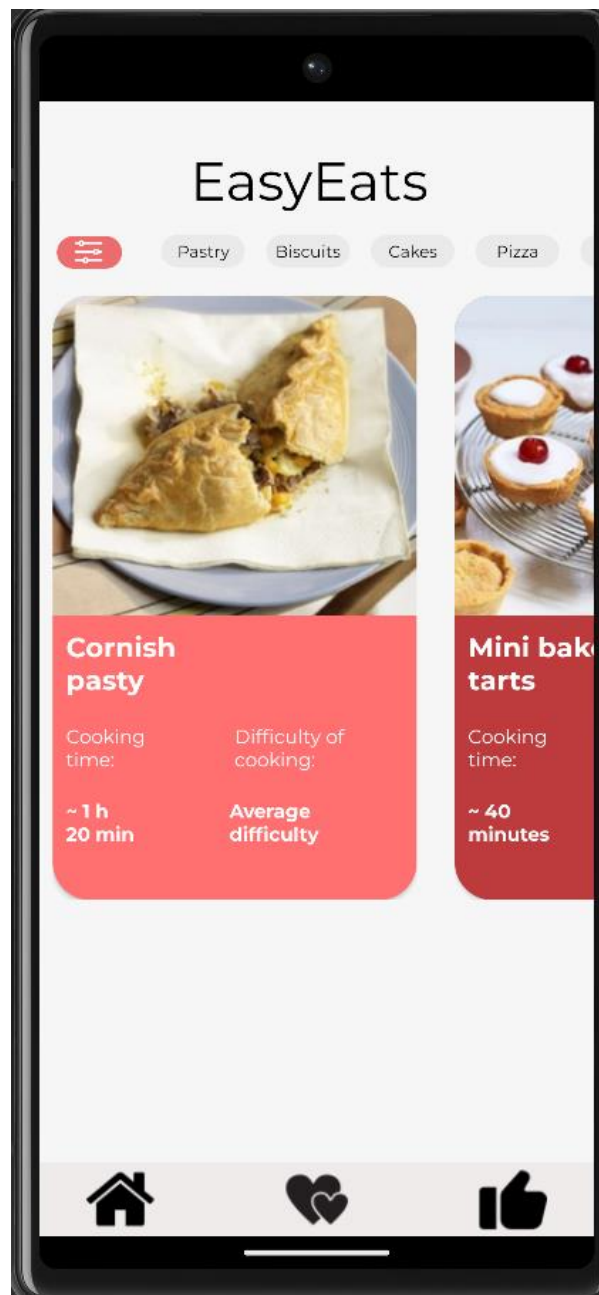 EasyEats
Pastry
Biscuits
Cakes
Pizza
Cornish
pasty
Cooking
time:
Difficulty of
cooking:
~ 1 h
20 min
Average
difficulty
Mini bak
tarts
Cooking
time:
~ 40
minutes